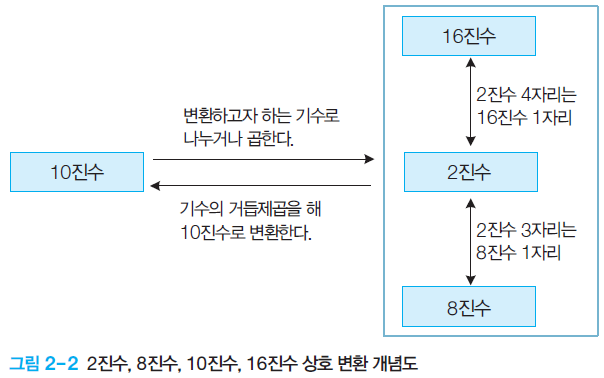 16진수
2진수 4자리는
16진수 1자리
변환하고자 하는 기수로
나누거나 곱한다.
10진수
2진수
기수의 거듭제곱을 해
10진수로 변환한다.
2진수 3자리는
8진수 1자리
8진수
그림 2-2 2진수, 8진수, 10진수, 16진수 상호 변환 개념도